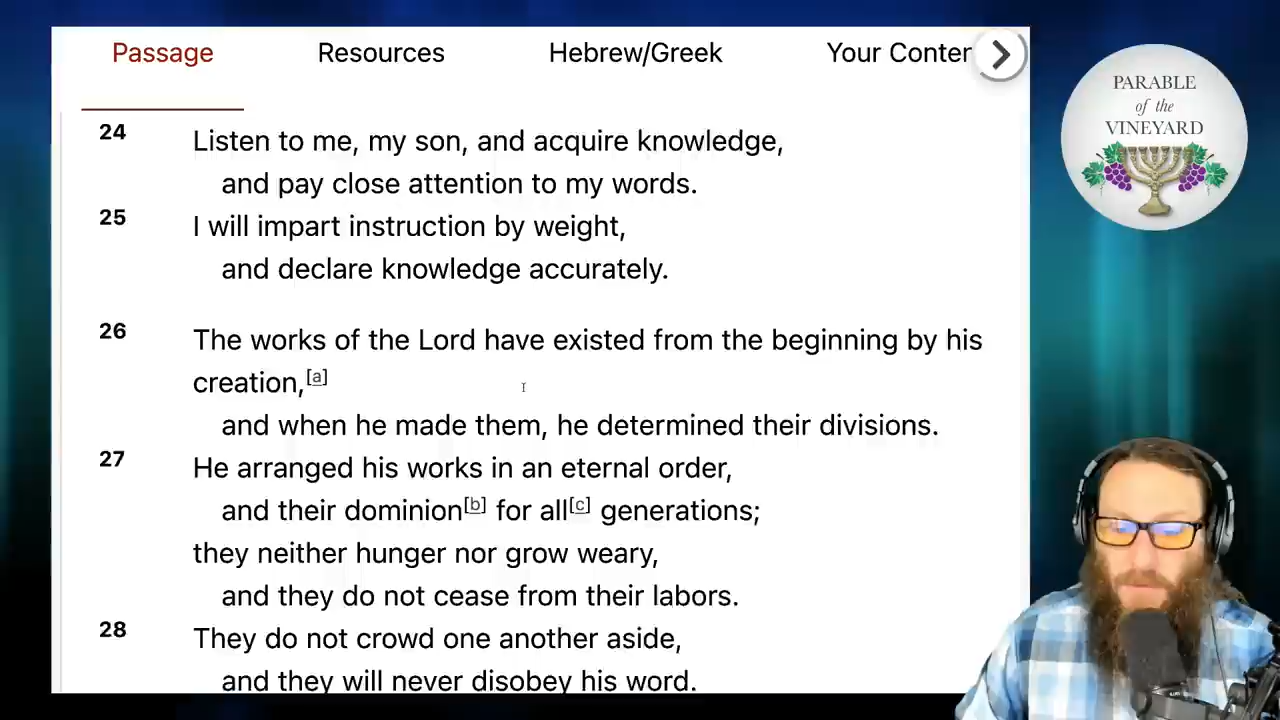 Passage
Resources
Hebrew/Greek
Your Conten
PARABLE
of the
VINEYARD
24 Listen to me, my son, and acquire knowledge,
and pay close attention to my words.
25 I will impart instruction by weight,
and declare knowledge accurately.
26 The works of the Lord have existed from the beginning by his
creation,[a]
and when he made them, he determined their divisions.
27 He arranged his works in an eternal order,
and their dominion[b] for all[c] generations;
they neither hunger nor grow weary,
and they do not cease from their labors.
28 They do not crowd one another aside,
and they will never disobey his word.